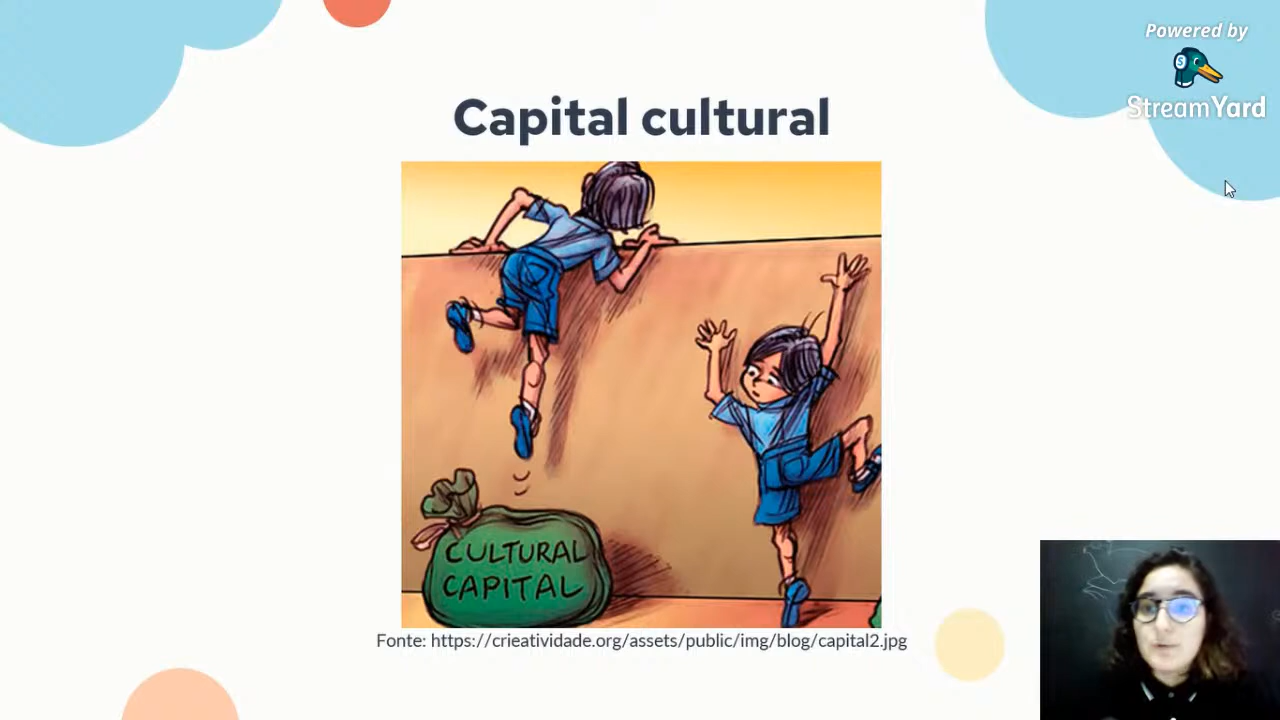 Powered by
S
StreamYard
Capital cultural
CULTURAL
CAPITAL
Fonte: https://crieatividade.org/assets/public/img/blog/capital2.jpg